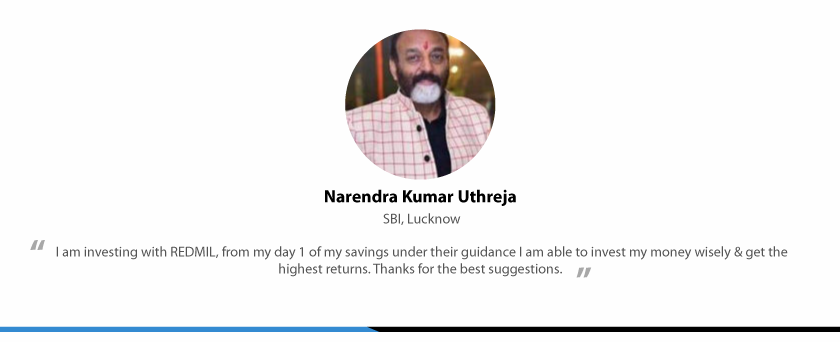 Narendra Kumar Uthreja
SBI, Lucknow
“ I am investing with REDMIL, from my day 1 of my savings under their guidance I am able to invest my money wisely & get the
highest returns. Thanks for the best suggestions. ”